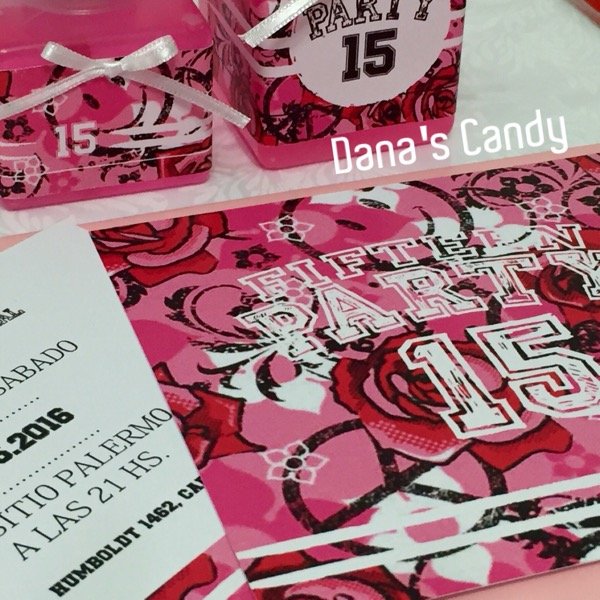 PARTY
15
15
Dana's Candy
FIFTEEN
PARTY
15
SABADO
.2016
SITIO PALERMO
A LAS 21 HS
HUMBOLDT 1462,